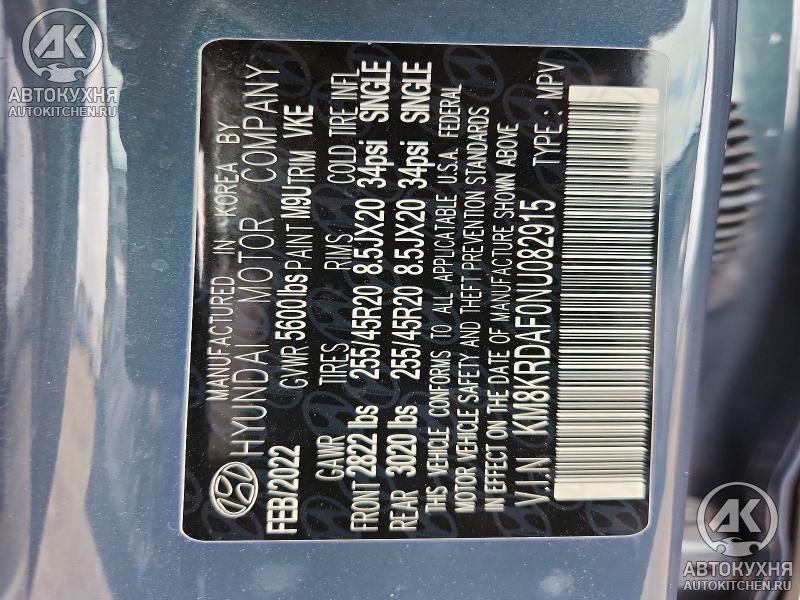 АВТОКУХНЯ
AUTOKITCHEN.RU
MANUFACTURED IN KOREA BY
HYUNDAI MOTOR COMPANY
FEB/2022 GVWR 5600lbs PAINT M9U TRIM VKE
GAWR TIRES RIMS COLD TIRE INFL
FRONT 2822 lbs 255/45R20 8.5JX20 34psi SINGLE
REAR 3020 lbs 255/45R20 8.5JX20 34psi SINGLE
THIS VEHICLE CONFORMS TO ALL APPLICATABLE U.S.A. FEDERAL
MOTOR VEHICLE SAFETY AND THEFT PREVENTION STANDARDS
IN EFFECT ON THE DATE OF MANUFACTURE SHOWN ABOVE
V.I.N : KM8KRDAF0NU082915 TYPE : MPV
АВТОКУХНЯ
AUTOKITCHEN.RU